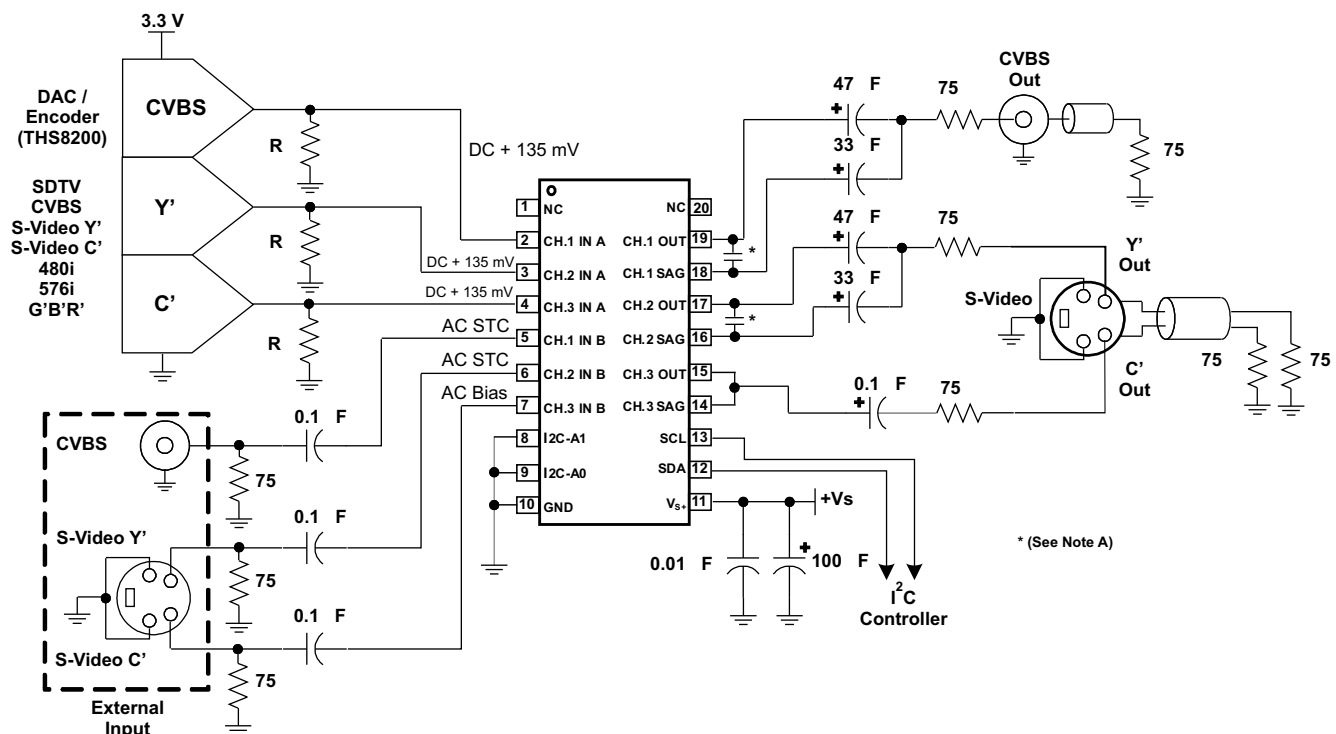 3.3 V
DAC /
Encoder
(THS8200)
SDTV
CVBS
S-Video Y'
S-Video C'
480i
576i
G'B'R'
CVBS
Y'
C'
R
R
R
DC + 135 mV
DC + 135 mV
DC + 135 mV
AC STC
AC STC
AC Bias
External
Input
CVBS
S-Video Y'
S-Video C'
75
75
75
0.1 F
0.1 F
0.1 F
1 NC
2 CH.1 IN A
3 CH.2 IN A
4 CH.3 IN A
5 CH.1 IN B
6 CH.2 IN B
7 CH.3 IN B
8 I2C-A1
9 I2C-A0
10 GND
NC 20
CH.1 OUT 19
CH.1 SAG 18
CH.2 OUT 17
CH.2 SAG 16
CH.3 OUT 15
CH.3 SAG 14
SCL 13
SDA 12
VS+ 11
*
*
+
47 F
+
33 F
75
CVBS
Out
75
+
47 F
+
33 F
75
Y'
Out
S-Video
C'
Out
75
75
+
0.1 F
75
+Vs
0.01 F
+
100 F
I2C
Controller
* (See Note A)